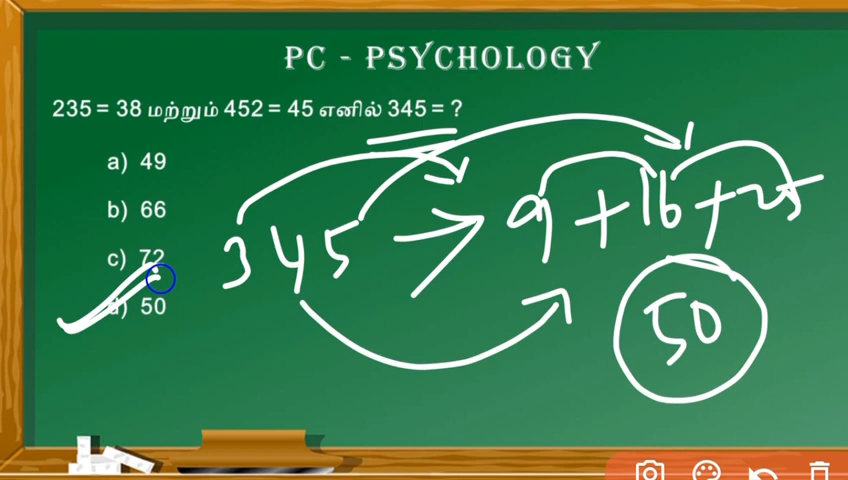 PC - PSYCHOLOGY
235 = 38 மற்றும் 452 = 45 எனில் 345 = ?
a) 49
b) 66
c) 72
d) 50
345 → 9 + 16 + 25
50